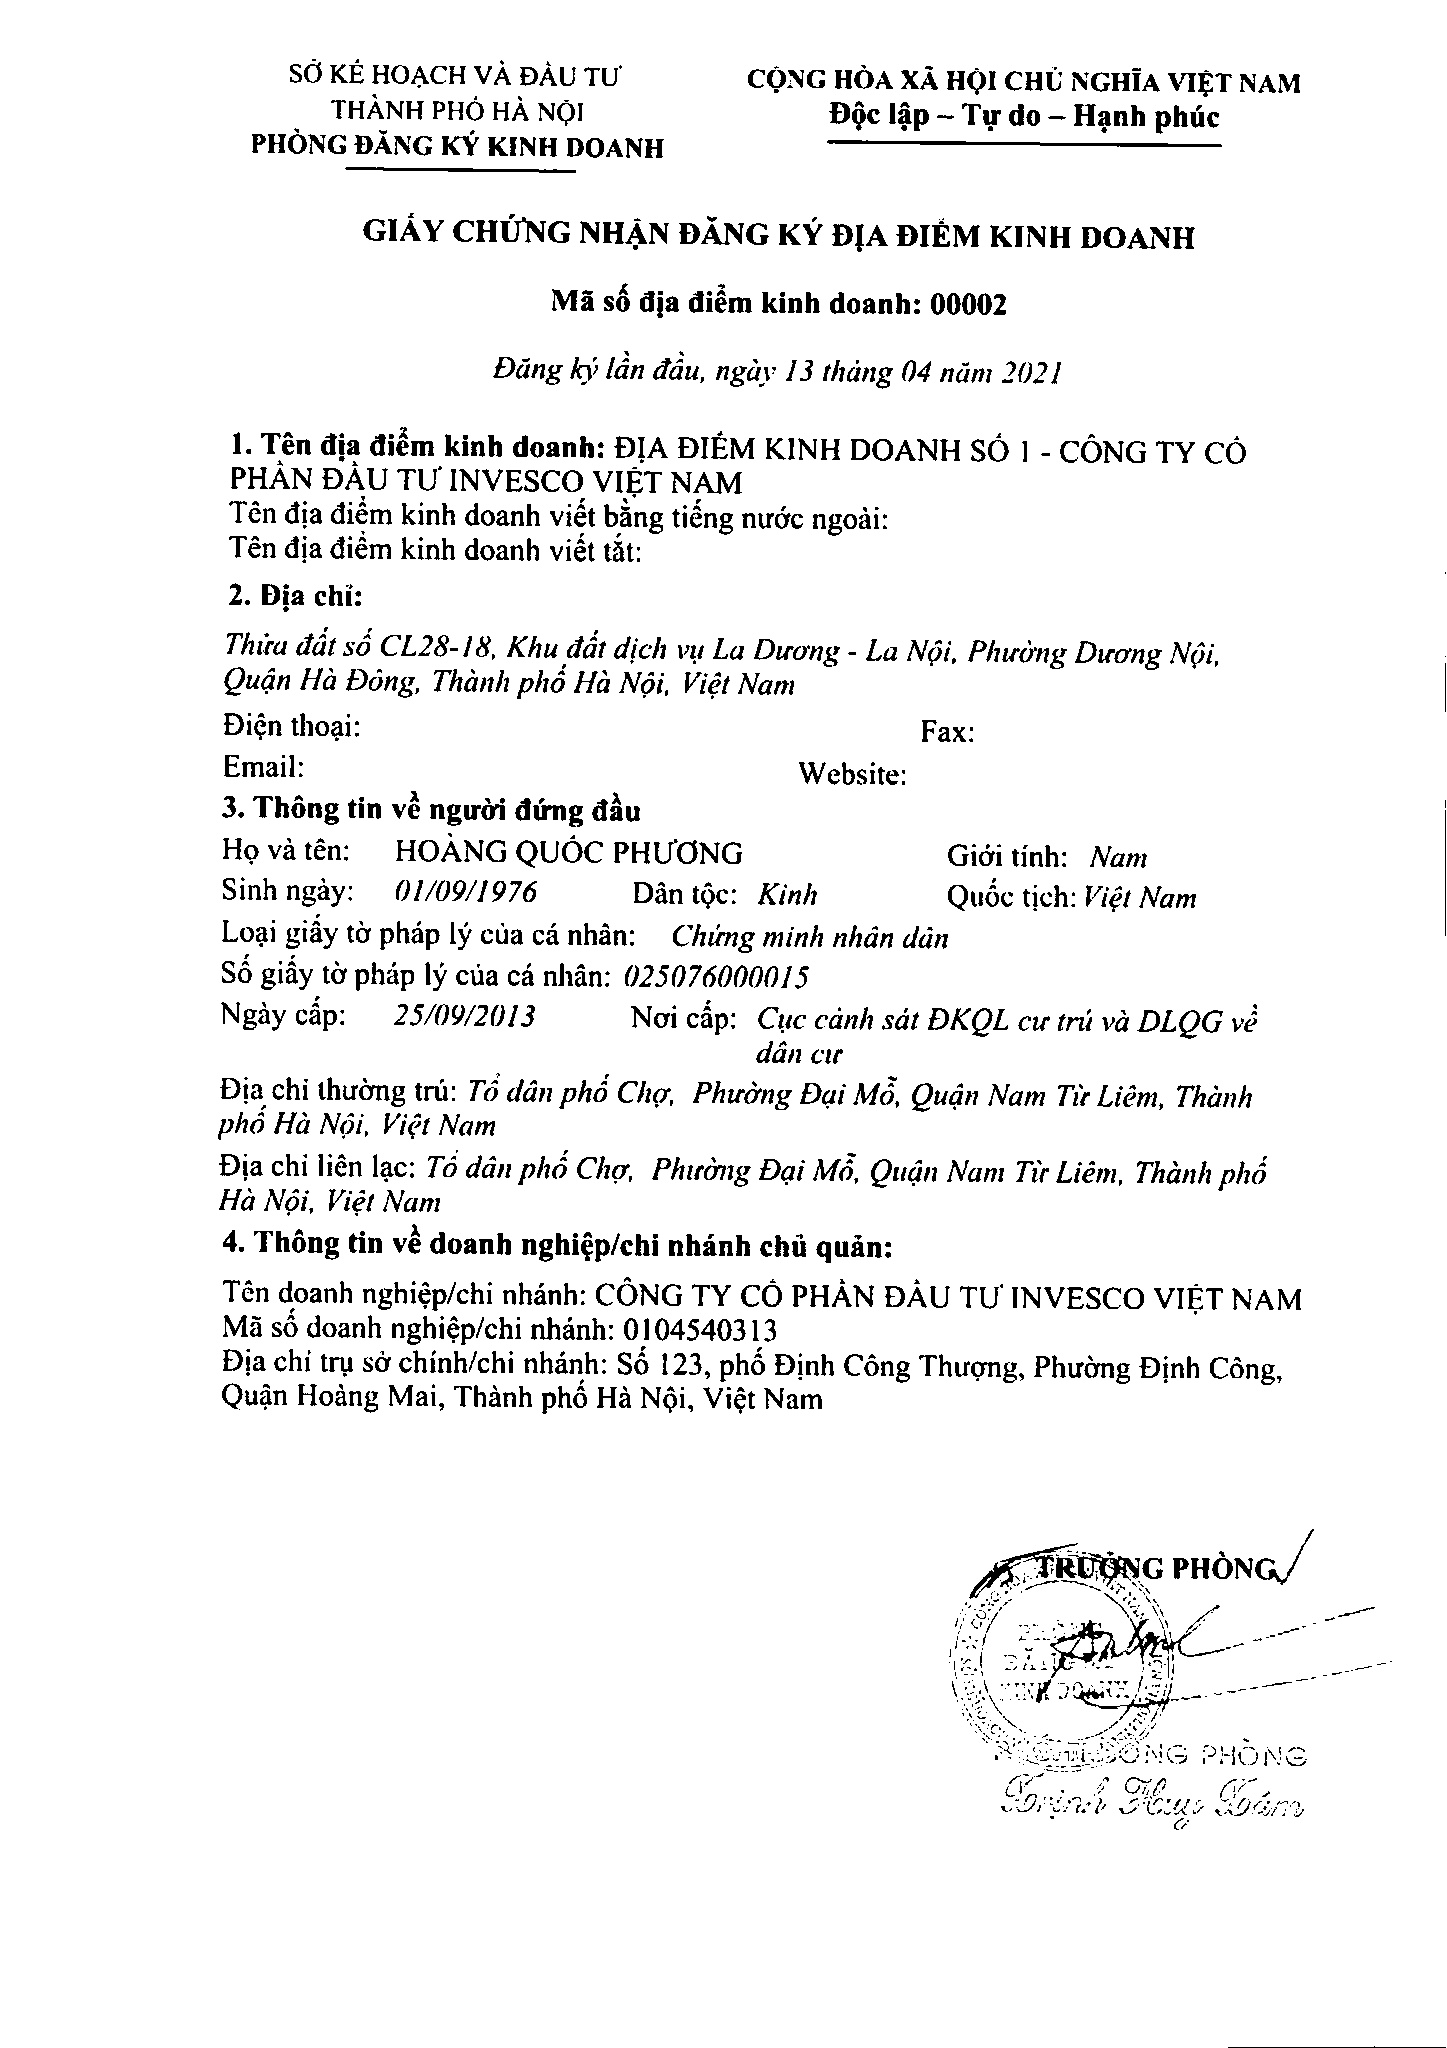 SỞ KẾ HOẠCH VÀ ĐẦU TƯ
THÀNH PHỐ HÀ NỘI
PHÒNG ĐĂNG KÝ KINH DOANH
CỘNG HÒA XÃ HỘI CHỦ NGHĨA VIỆT NAM
Độc lập – Tự do – Hạnh phúc
GIẤY CHỨNG NHẬN ĐĂNG KÝ ĐỊA ĐIỂM KINH DOANH
Mã số địa điểm kinh doanh: 00002
Đăng ký lần đầu, ngày 13 tháng 04 năm 2021
1. Tên địa điểm kinh doanh: ĐỊA ĐIỂM KINH DOANH SỐ 1 - CÔNG TY CỔ
PHẦN ĐẦU TƯ INVESCO VIỆT NAM
Tên địa điểm kinh doanh viết bằng tiếng nước ngoài:
Tên địa điểm kinh doanh viết tắt:
2. Địa chỉ:
Thửa đất số CL28-18, Khu đất dịch vụ La Dương - La Nội, Phường Dương Nội,
Quận Hà Đông, Thành phố Hà Nội, Việt Nam
Điện thoại: Fax:
Email: Website:
3. Thông tin về người đứng đầu
Họ và tên: HOÀNG QUỐC PHƯƠNG Giới tính: Nam
Sinh ngày: 01/09/1976 Dân tộc: Kinh Quốc tịch: Việt Nam
Loại giấy tờ pháp lý của cá nhân: Chứng minh nhân dân
Số giấy tờ pháp lý của cá nhân: 025076000015
Ngày cấp: 25/09/2013 Nơi cấp: Cục cảnh sát ĐKQL cư trú và DLQG về
dân cư
Địa chỉ thường trú: Tổ dân phố Chợ, Phường Đại Mỗ, Quận Nam Từ Liêm, Thành
phố Hà Nội, Việt Nam
Địa chỉ liên lạc: Tổ dân phố Chợ, Phường Đại Mỗ, Quận Nam Từ Liêm, Thành phố
Hà Nội, Việt Nam
4. Thông tin về doanh nghiệp/chi nhánh chủ quản:
Tên doanh nghiệp/chi nhánh: CÔNG TY CỔ PHẦN ĐẦU TƯ INVESCO VIỆT NAM
Mã số doanh nghiệp/chi nhánh: 0104540313
Địa chỉ trụ sở chính/chi nhánh: Số 123, phố Định Công Thượng, Phường Định Công,
Quận Hoàng Mai, Thành phố Hà Nội, Việt Nam
TRƯỞNG PHÒNG
PHÒNG
ĐĂNG KÝ
KINH DOANH
PHÒNG
Trịnh Huy Tám